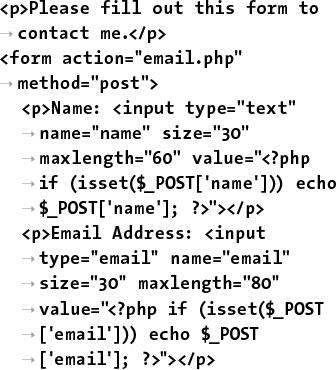 <p>Please fill out this form to
→ contact me.</p>
<form action="email.php"
→ method="post">
<p>Name: <input type="text"
→ name="name" size="30"
→ maxlength="60" value="<?php
→ if (isset($_POST['name'])) echo
→ $_POST['name']; ?>"></p>
<p>Email Address: <input
→ type="email" name="email"
→ size="30" maxlength="80"
→ value="<?php if (isset($_POST
→ ['email'])) echo $_POST
→ ['email']; ?>"></p>